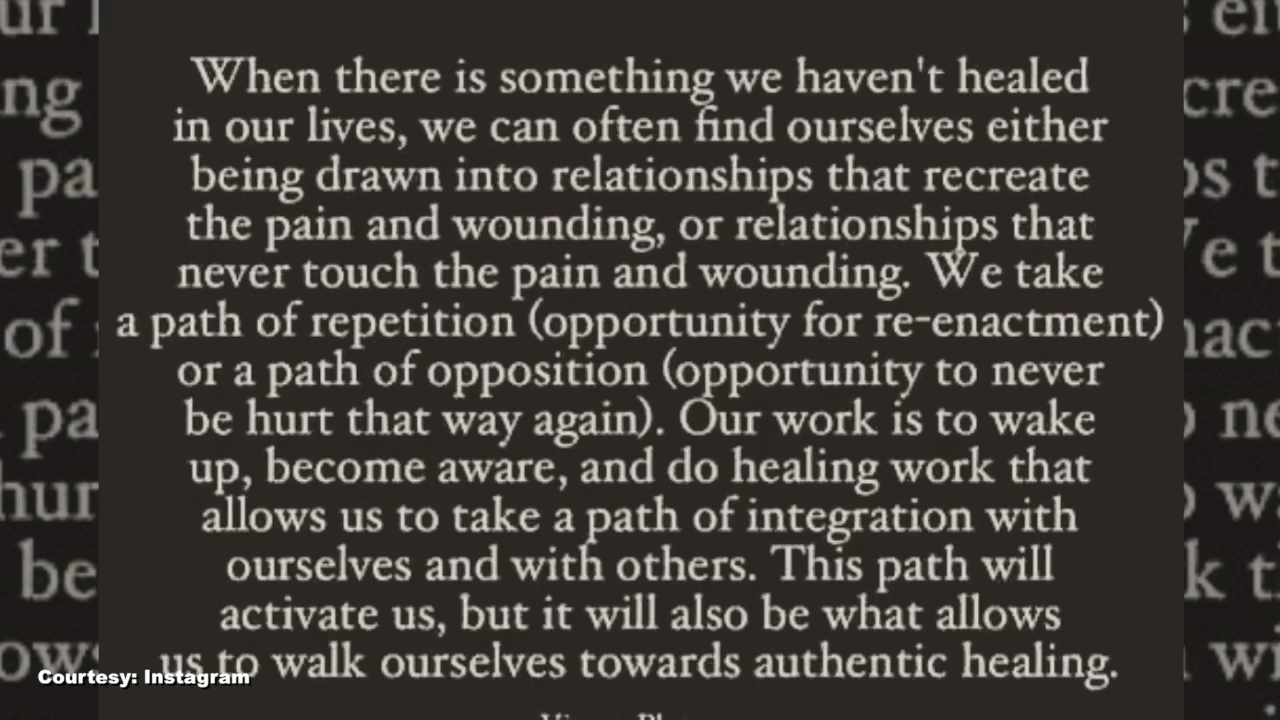 When there is something we haven't healed
in our lives, we can often find ourselves either
being drawn into relationships that recreate
the pain and wounding, or relationships that
never touch the pain and wounding. We take
a path of repetition (opportunity for re-enactment)
or a path of opposition (opportunity to never
be hurt that way again). Our work is to wake
up, become aware, and do healing work that
allows us to take a path of integration with
ourselves and with others. This path will
activate us, but it will also be what allows
us to walk ourselves towards authentic healing.
Courtesy: Instagram